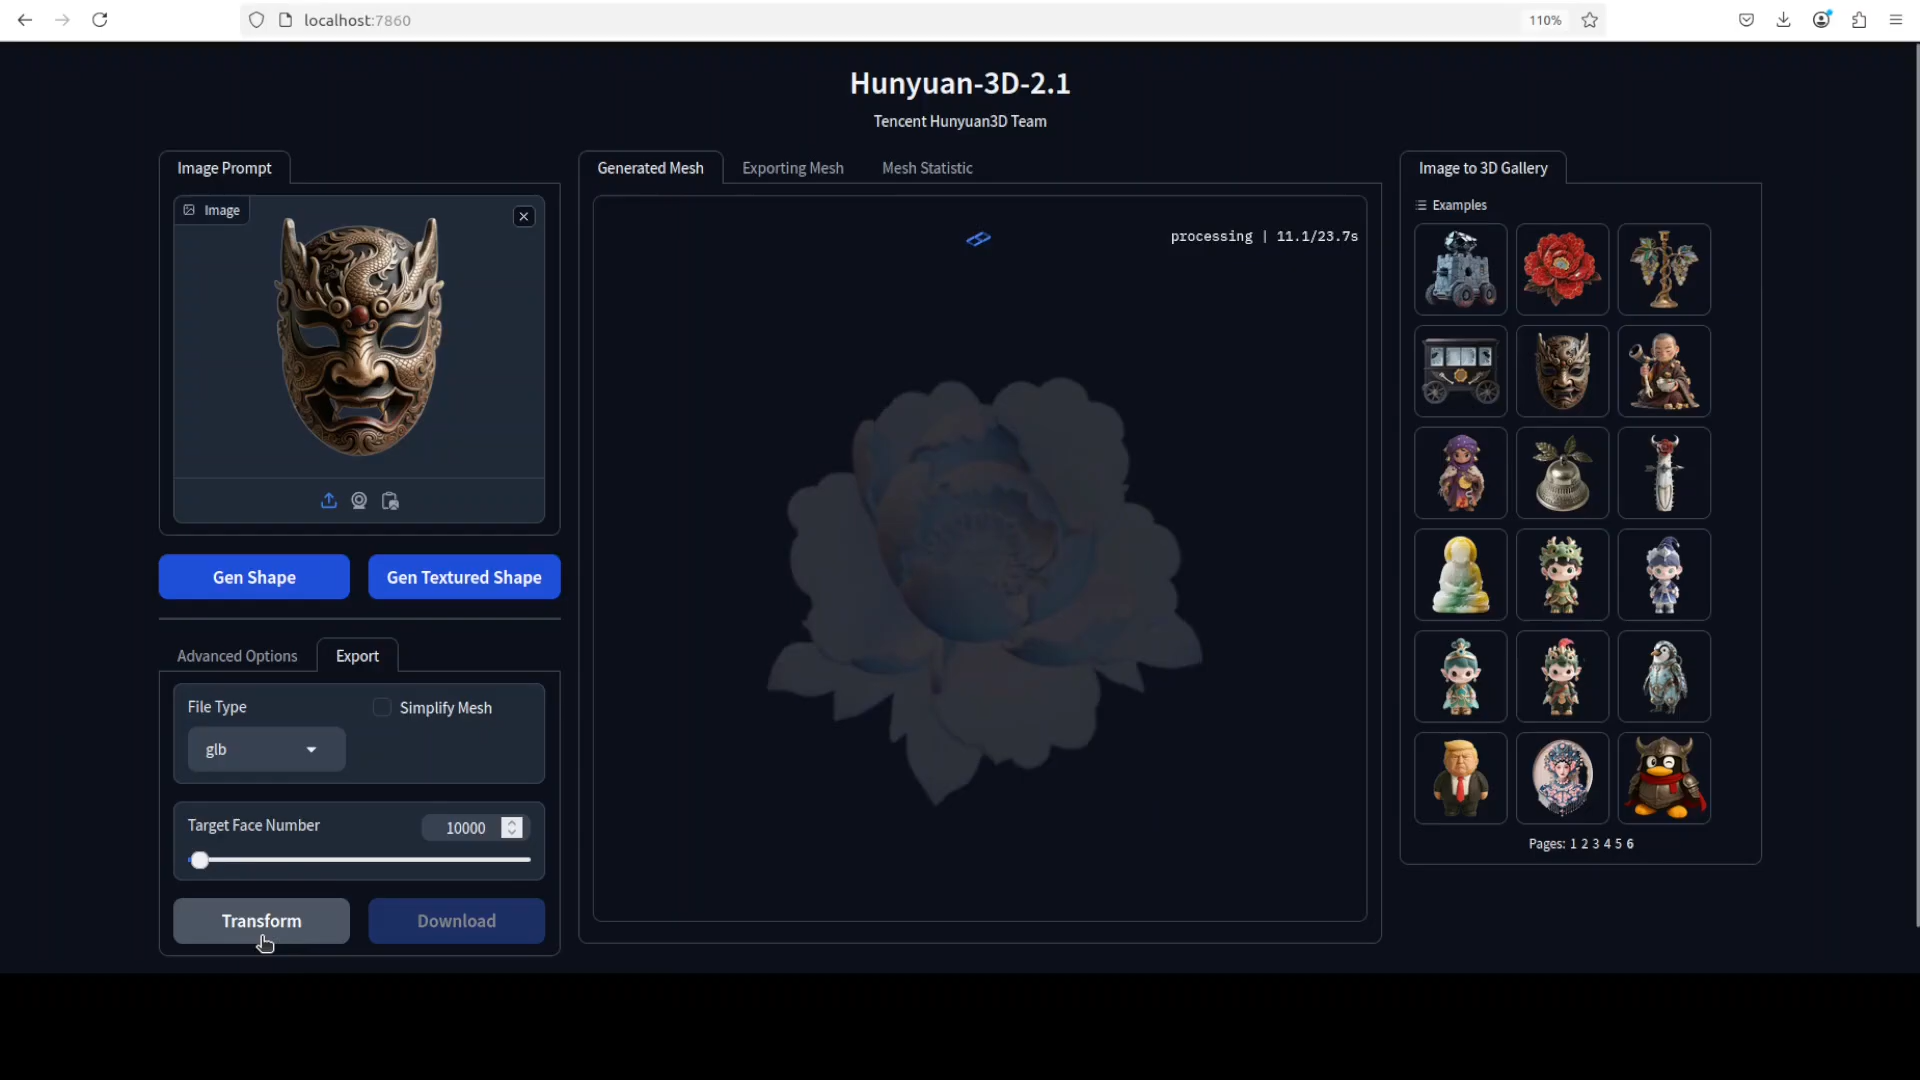 localhost:7860
110%
Hunyuan-3D-2.1
Tencent Hunyuan3D Team
Image Prompt
Image
Gen Shape
Gen Textured Shape
Advanced Options
Export
File Type
Simplify Mesh
glb
Target Face Number
10000
Transform
Download
Generated Mesh
Exporting Mesh
Mesh Statistic
processing | 11.1/23.7s
Image to 3D Gallery
Examples
Pages: 1 2 3 4 5 6